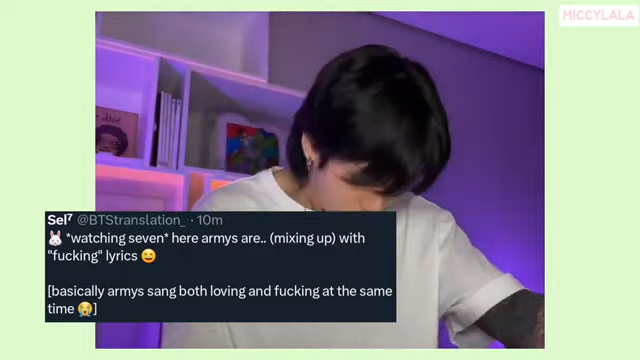 MICCYLALA
Sel⁷ @BTStranslation_ · 10m
🐰 *watching seven* here armys are.. (mixing up) with
"fucking" lyrics 😆
[basically armys sang both loving and fucking at the same
time 😭]